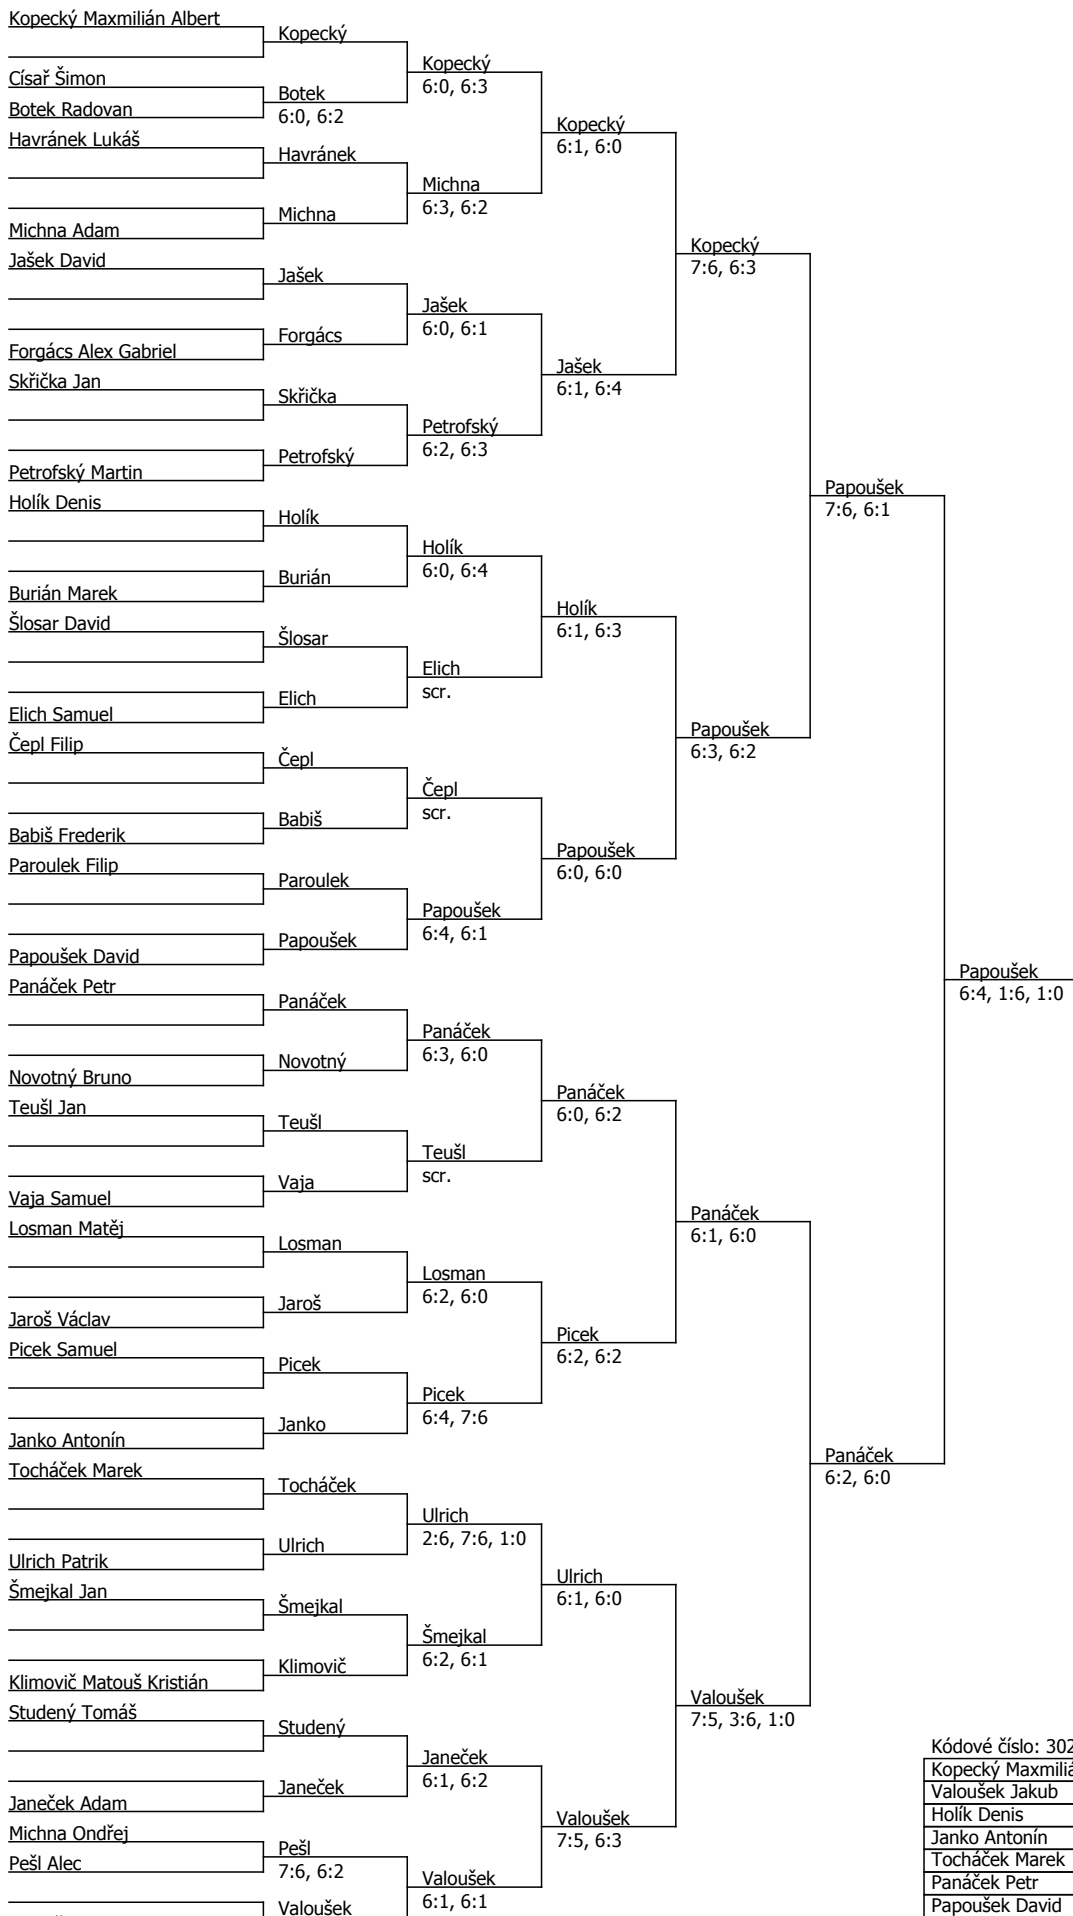 Kopecký Maxmilián Albert
Kopecký
Kopecký
6:0, 6:3
Císař Šimon
Botek
Botek Radovan
6:0, 6:2
Kopecký
6:1, 6:0
Havránek Lukáš
Havránek
Michna
6:3, 6:2
Michna
Michna Adam
Kopecký
7:6, 6:3
Jašek David
Jašek
Jašek
6:0, 6:1
Forgács
Forgács Alex Gabriel
Jašek
6:1, 6:4
Skřička Jan
Skřička
Petrofský
6:2, 6:3
Petrofský
Petrofský Martin
Papoušek
7:6, 6:1
Holík Denis
Holík
Holík
6:0, 6:4
Burián
Burián Marek
Holík
6:1, 6:3
Šlosar David
Šlosar
Elich
scr.
Elich
Elich Samuel
Papoušek
6:3, 6:2
Čepl Filip
Čepl
Čepl
scr.
Babiš
Babiš Frederik
Papoušek
6:0, 6:0
Paroulek Filip
Paroulek
Papoušek
6:4, 6:1
Papoušek
Papoušek David
Papoušek
6:4, 1:6, 1:0
Panáček Petr
Panáček
Panáček
6:3, 6:0
Novotný
Novotný Bruno
Panáček
6:0, 6:2
Teušl Jan
Teušl
Teušl
scr.
Vaja
Vaja Samuel
Panáček
6:1, 6:0
Losman Matěj
Losman
Losman
6:2, 6:0
Jaroš
Jaroš Václav
Picek
6:2, 6:2
Picek Samuel
Picek
Picek
6:4, 7:6
Janko
Janko Antonín
Panáček
6:2, 6:0
Tocháček Marek
Tocháček
Ulrich
2:6, 7:6, 1:0
Ulrich
Ulrich Patrik
Ulrich
6:1, 6:0
Šmejkal Jan
Šmejkal
Šmejkal
6:2, 6:1
Klimovič
Klimovič Matouš Kristián
Valoušek
7:5, 3:6, 1:0
Studený Tomáš
Studený
Janeček
6:1, 6:2
Janeček
Janeček Adam
Valoušek
7:5, 6:3
Michna Ondřej
Pešl
Pešl Alec
7:6, 6:2
Valoušek
6:1, 6:1
Valoušek
Kódové číslo: 302
Kopecký Maxmiliá
Valoušek Jakub
Holík Denis
Janko Antonín
Tocháček Marek
Panáček Petr
Papoušek David